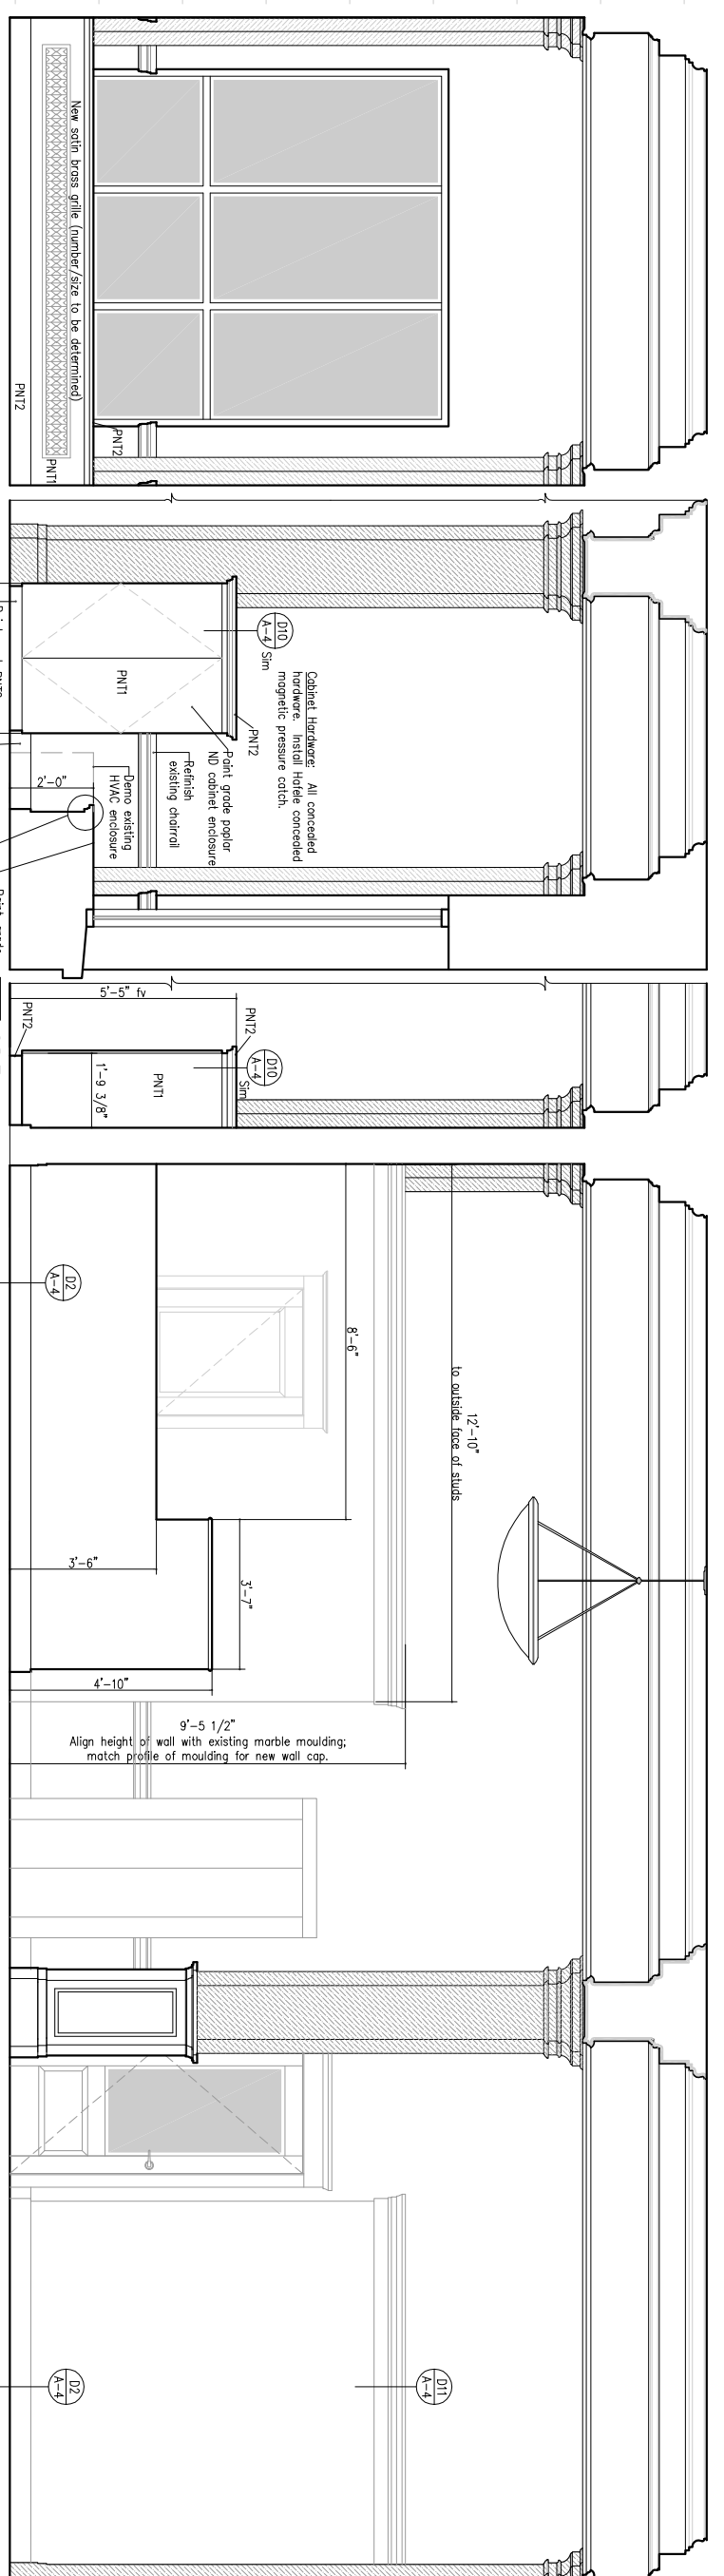 New satin brass grille (number/size to be determined)
PNT2
PNT1
PNT2
D10
A-4
Sim
Cabinet Hardware: All concealed
hardware. Install Hafele concealed
magnetic pressure catch.
PNT1
PNT2
Paint grade poplar
ND cabinet enclosure
Refinish
existing chairrail
Demo existing
HVAC enclosure
2'-0"
5'-5" fv
PNT2
PNT2
D10
A-4
Sim
PNT1
1'-9 3/8"
D2
A-4
8'-6"
12'-10"
to outside face of studs
3'-6"
3'-7"
4'-10"
9'-5 1/2"
Align height of wall with existing marble moulding;
match profile of moulding for new wall cap.
D2
A-4
D11
A-4